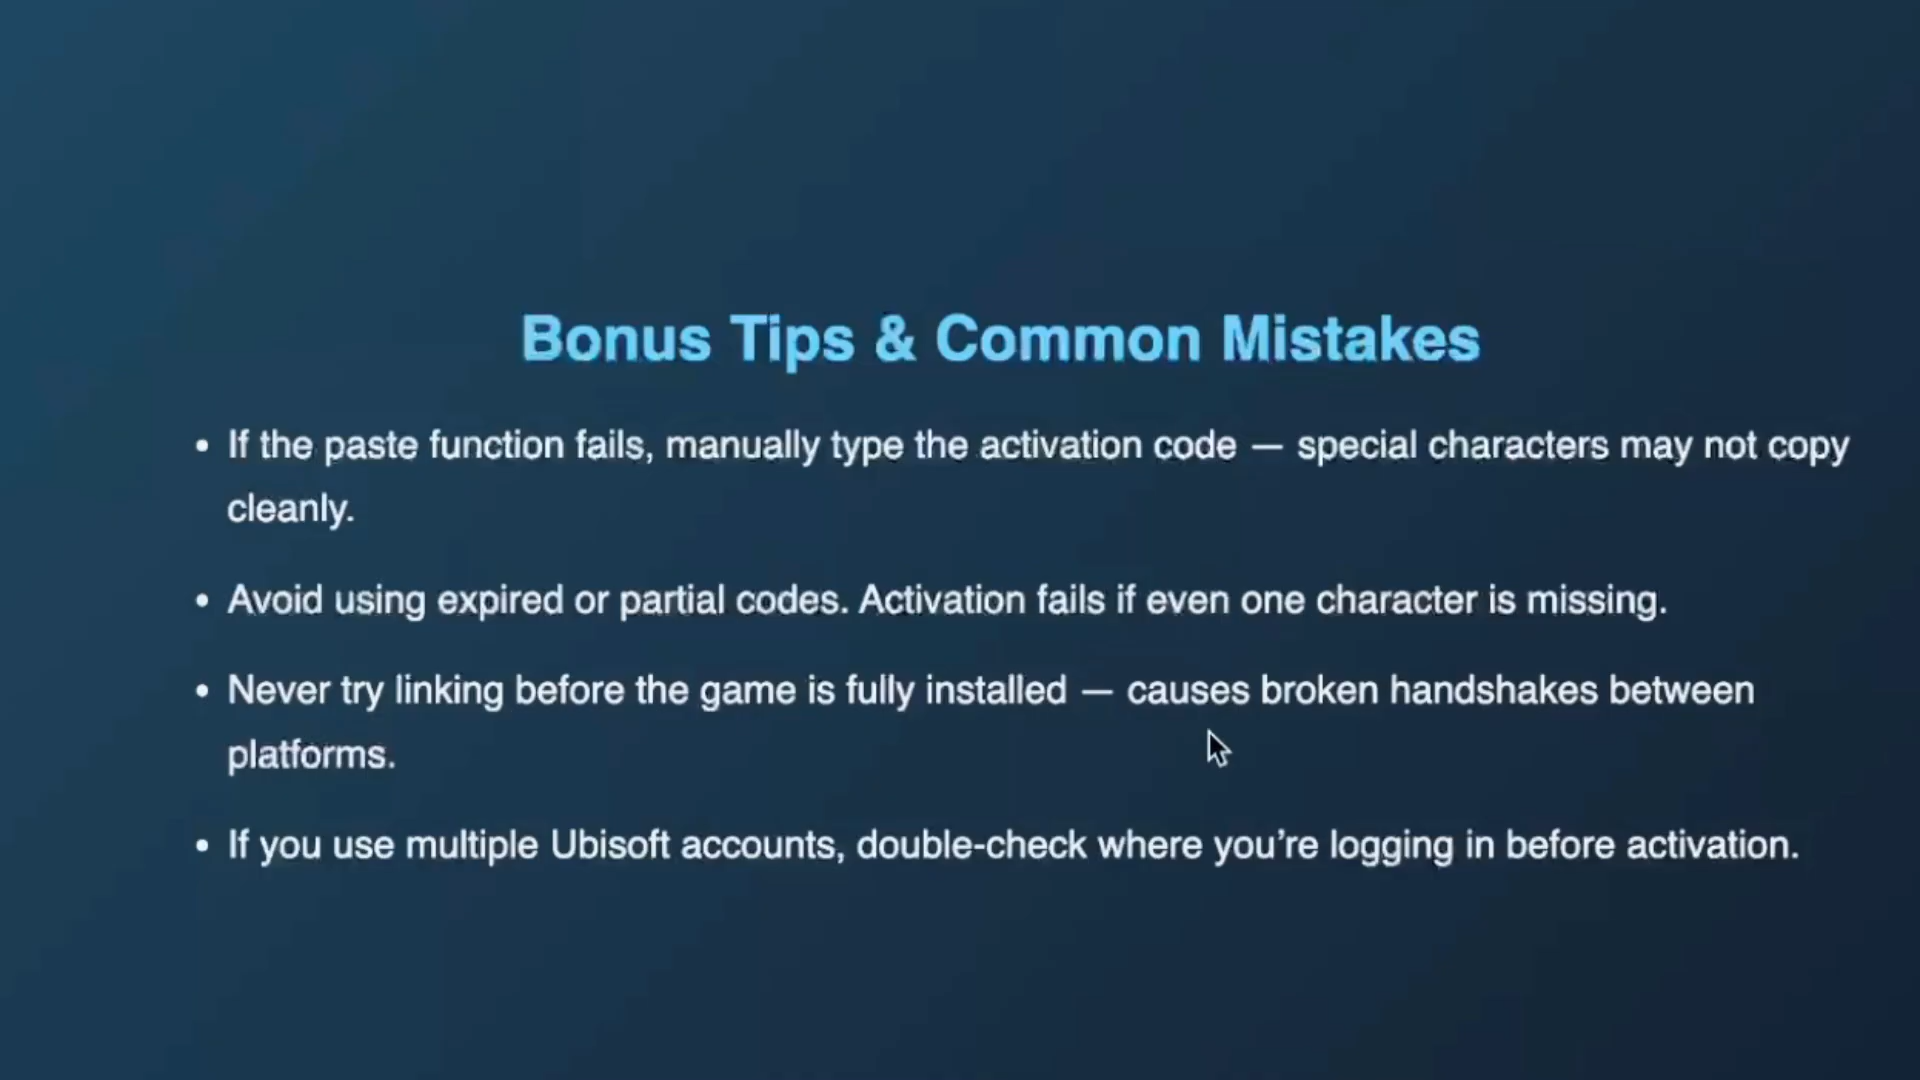 Bonus Tips & Common Mistakes
• If the paste function fails, manually type the activation code — special characters may not copy
cleanly.
• Avoid using expired or partial codes. Activation fails if even one character is missing.
• Never try linking before the game is fully installed — causes broken handshakes between
platforms.
• If you use multiple Ubisoft accounts, double-check where you’re logging in before activation.